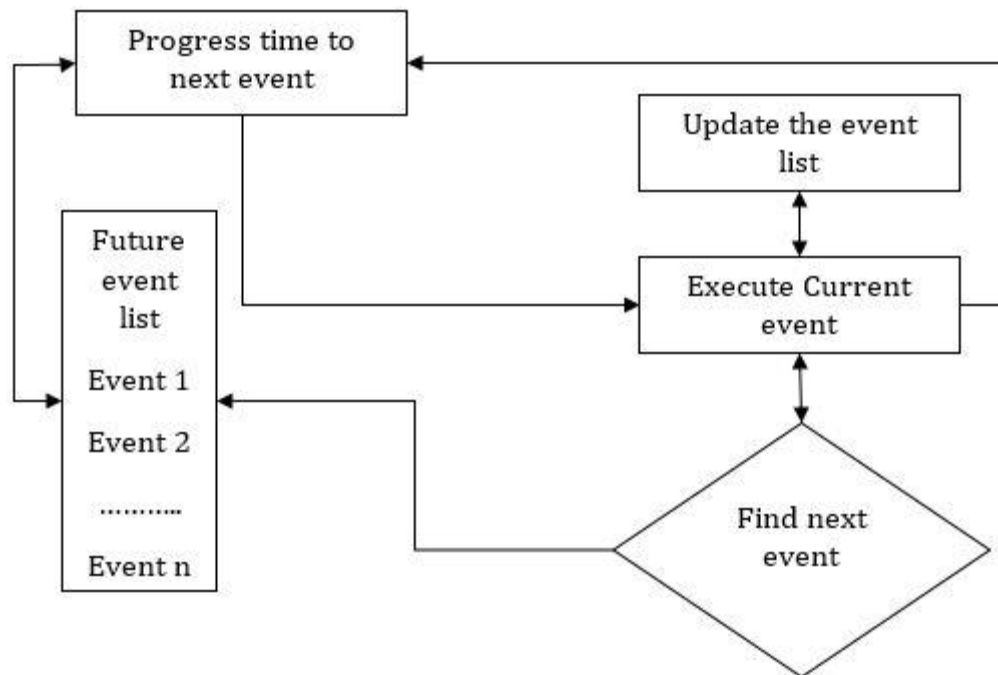 Progress time to
next event
Update the event
list
Future
event
list
Event 1
Event 2
………..
Event n
Execute Current
event
Find next
event